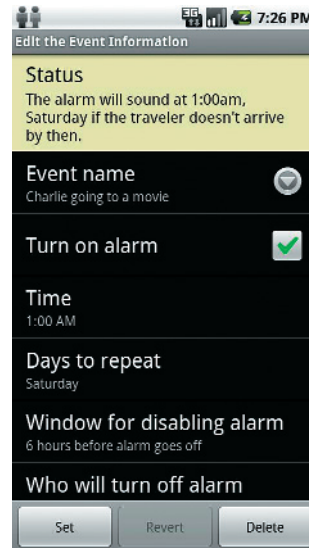 3G 7:26 PM
Edit the Event Information
Status
The alarm will sound at 1:00am,
Saturday if the traveler doesn't arrive
by then.
Event name
Charlie going to a movie
Turn on alarm
Time
1:00 AM
Days to repeat
Saturday
Window for disabling alarm
6 hours before alarm goes off
Who will turn off alarm
Set Revert Delete